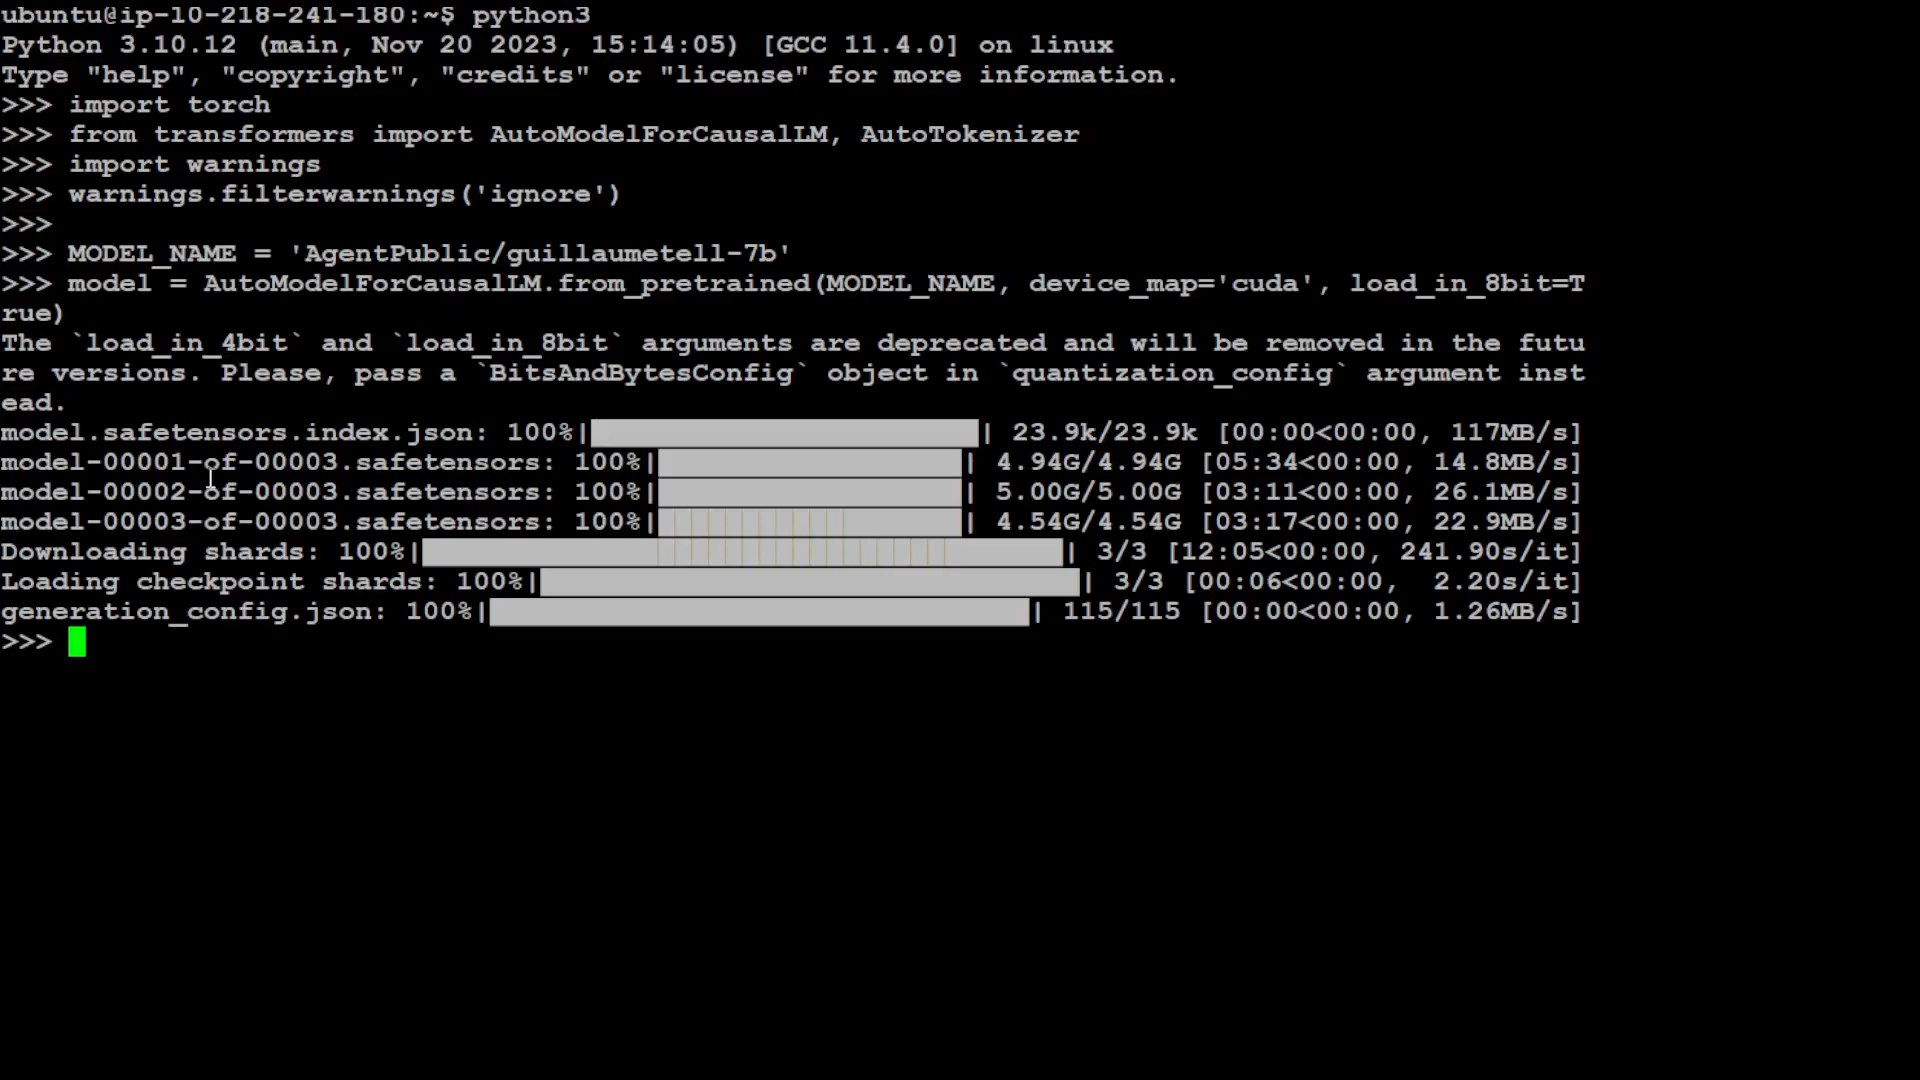 ubuntu@ip-10-218-241-180:~$ python3
Python 3.10.12 (main, Nov 20 2023, 15:14:05) [GCC 11.4.0] on linux
Type "help", "copyright", "credits" or "license" for more information.
>>> import torch
>>> from transformers import AutoModelForCausalLM, AutoTokenizer
>>> import warnings
>>> warnings.filterwarnings('ignore')
>>>
>>> MODEL_NAME = 'AgentPublic/guillaumetell-7b'
>>> model = AutoModelForCausalLM.from_pretrained(MODEL_NAME, device_map='cuda', load_in_8bit=T
rue)
The `load_in_4bit` and `load_in_8bit` arguments are deprecated and will be removed in the futu
re versions. Please, pass a `BitsAndBytesConfig` object in `quantization_config` argument inst
ead.
model.safetensors.index.json: 100%| | 23.9k/23.9k [00:00<00:00, 117MB/s]
model-00001-of-00003.safetensors: 100%| | 4.94G/4.94G [05:34<00:00, 14.8MB/s]
model-00002-of-00003.safetensors: 100%| | 5.00G/5.00G [03:11<00:00, 26.1MB/s]
model-00003-of-00003.safetensors: 100%| | 4.54G/4.54G [03:17<00:00, 22.9MB/s]
Downloading shards: 100%| | 3/3 [12:05<00:00, 241.90s/it]
Loading checkpoint shards: 100%| | 3/3 [00:06<00:00, 2.20s/it]
generation_config.json: 100%| | 115/115 [00:00<00:00, 1.26MB/s]
>>>